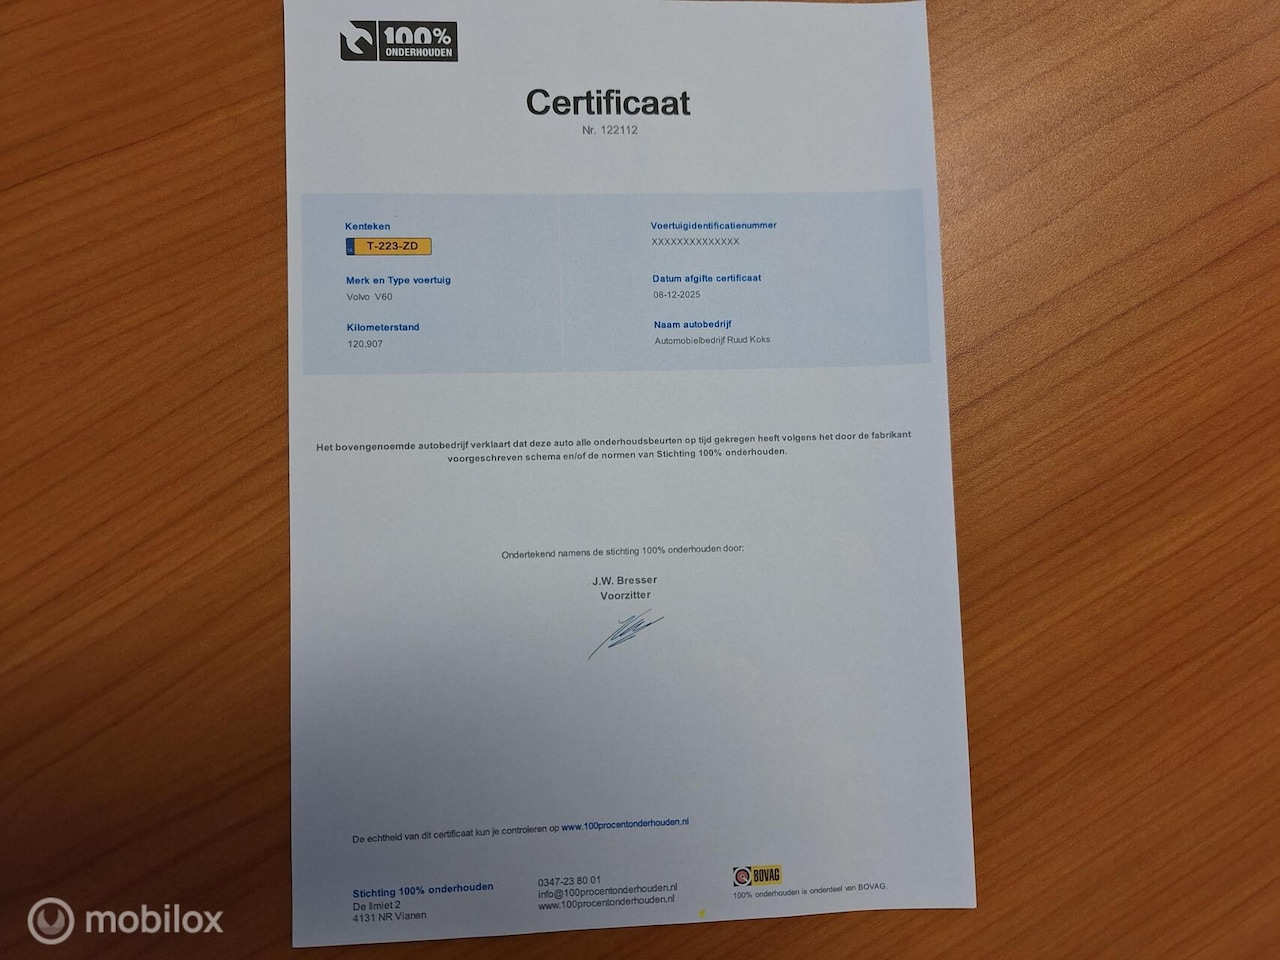 100%
ONDERHOUDEN
Certificaat
Nr. 122112
Kenteken
T-223-ZD
Merk en Type voertuig
Volvo V60
Kilometerstand
120.907
Voertuigidentificatienummer
XXXXXXXXXXXXXX
Datum afgifte certificaat
08-12-2025
Naam autobedrijf
Automobielbedrijf Ruud Koks
Het bovengenoemde autobedrijf verklaart dat deze auto alle onderhoudsbeurten op tijd gekregen heeft volgens het door de fabrikant
voorgeschreven schema en/of de normen van Stichting 100% onderhouden.
Ondertekend namens de stichting 100% onderhouden door:
J.W. Bresser
Voorzitter
De echtheid van dit certificaat kun je controleren op www.100procentonderhouden.nl
Stichting 100% onderhouden
De limiet 2
4131 NR Vianen
0347-23 80 01
info@100procentonderhouden.nl
www.100procentonderhouden.nl
BOVAG
100% onderhouden is onderdeel van BOVAG.
mobilox